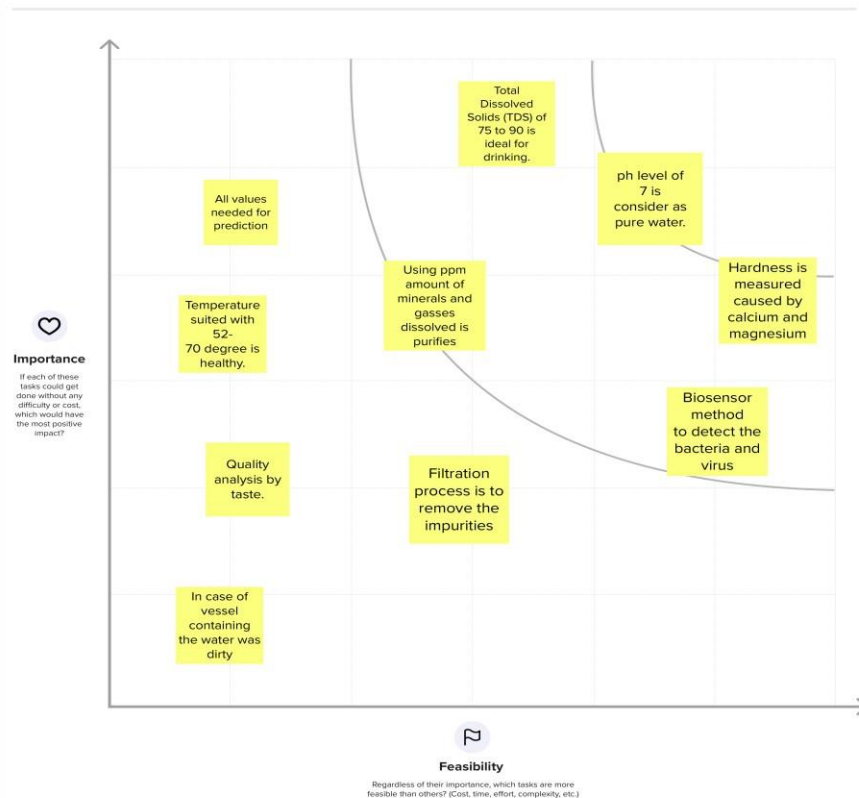 Total
Dissolved
Solids (TDS) of
75 to 90 is
ideal for
drinking.
ph level of
7 is
consider as
pure water.
All values
needed for
prediction
Using ppm
amount of
minerals and
gasses
dissolved is
purifies
Hardness is
measured
caused by
calcium and
magnesium
Temperature
suited with
52-
70 degree is
healthy.
Importance
If each of these
tasks could get
done without any
difficulty or cost,
which would have
the most positive
impact?
Biosensor
method
to detect the
bacteria and
virus
Quality
analysis by
taste.
Filtration
process is to
remove the
impurities
In case of
vessel
containing
the water was
dirty
Feasibility
Regardless of their importance, which tasks are more
feasible than others? (Cost, time, effort, complexity, etc.)